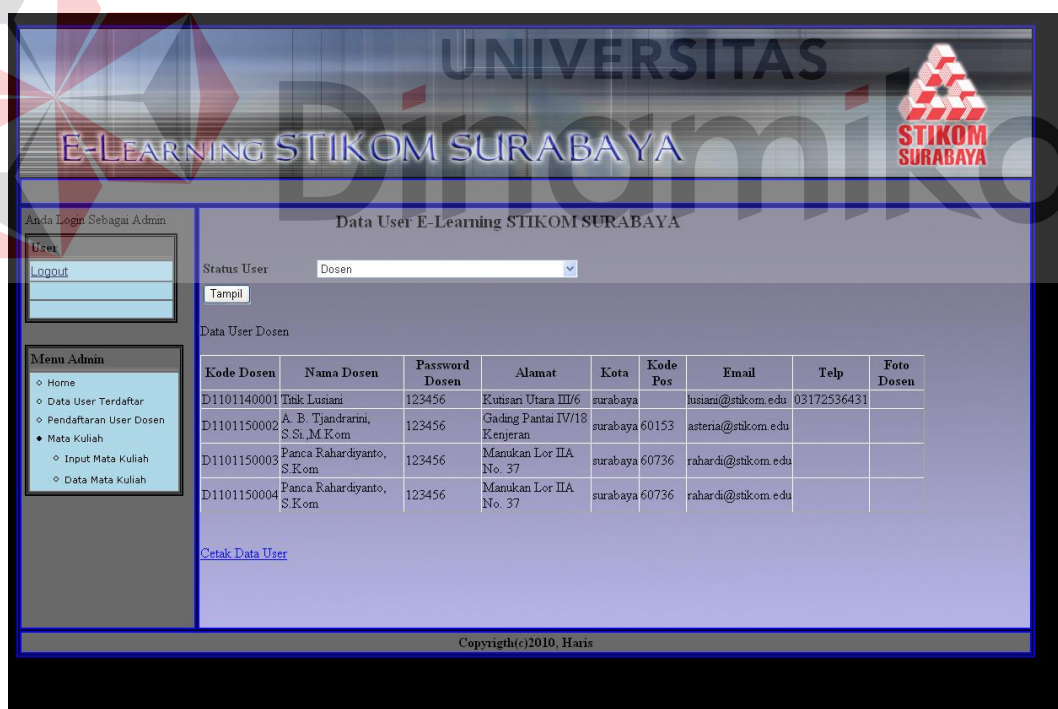 UNIVERSITAS
Dinamika
E-LEARNING STIKOM SURABAYA
STIKOM
SURABAYA
Anda Login Sebagai Admin
User
Logout
Menu Admin
Home
Data User Terdaftar
Pendaftaran User Dosen
Mata Kuliah
Input Mata Kuliah
Data Mata Kuliah
Data User E-Learning STIKOM SURABAYA
Status User Dosen
Tampil
Data User Dosen
Kode Dosen Nama Dosen Password Dosen Alamat Kota Kode Pos Email Telp Foto Dosen
D1101140001 Titik Lusiani 123456 Kutisari Utara III/6 surabaya lusiani@stikom.edu 03172536431
D1101150002 A. B. Tjandrarini, S.Si.,M.Kom 123456 Gading Pantai IV/18 Kenjeran surabaya 60153 asteria@stikom.edu
D1101150003 Panca Rahardiyanto, S.Kom 123456 Manukan Lor IIA No. 37 surabaya 60736 rahardi@stikom.edu
D1101150004 Panca Rahardiyanto, S.Kom 123456 Manukan Lor IIA No. 37 surabaya 60736 rahardi@stikom.edu
Cetak Data User
Copyrigth(c)2010, Haris